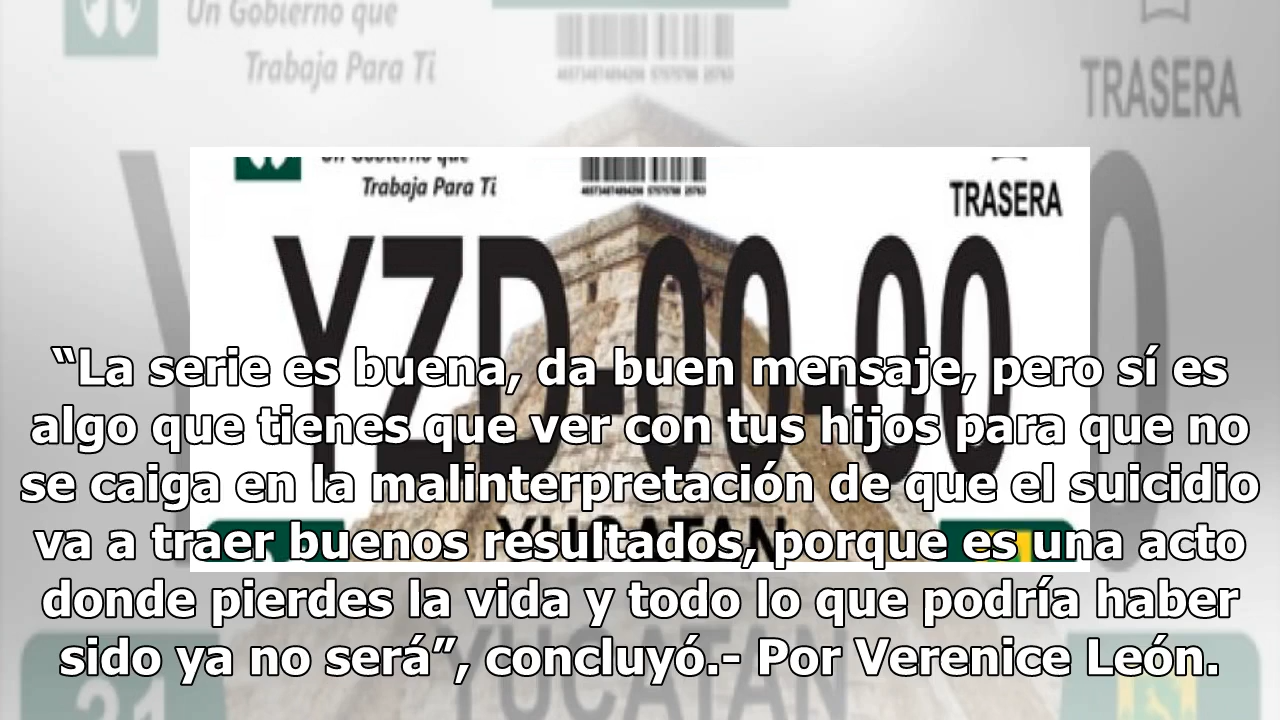 Un Gobierno que
Trabaja Para Ti
TRASERA
Un Gobierno que
Trabaja Para Ti
TRASERA
YZD-00-00
“La serie es buena, da buen mensaje, pero sí es
algo que tienes que ver con tus hijos para que no
se caiga en la malinterpretación de que el suicidio
va a traer buenos resultados, porque es una acto
donde pierdes la vida y todo lo que podría haber
sido ya no será”, concluyó.- Por Verenice León.
YUCATAN
YUCATAN
31